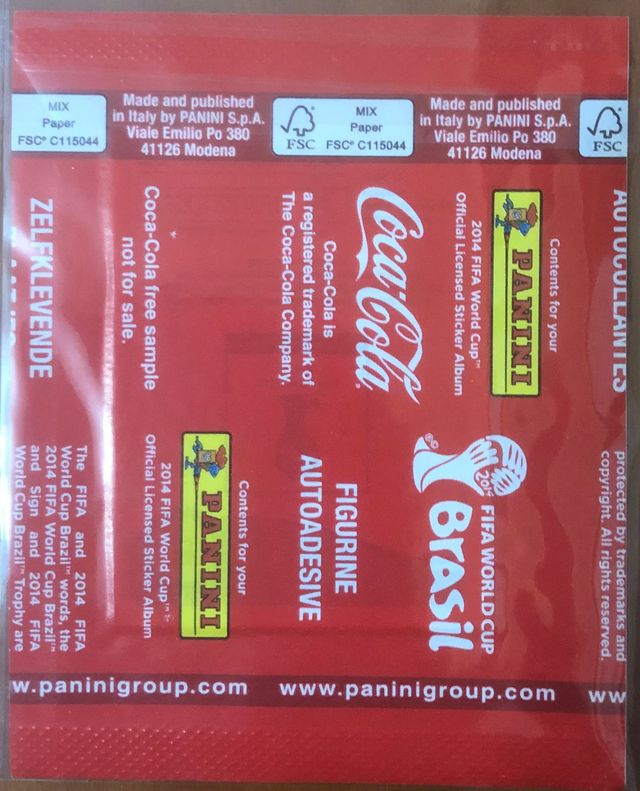 MIX
Paper
FSC® C115044
Made and published
in Italy by PANINI S.p.A.
Viale Emilio Po 380
41126 Modena
FSC
MIX
Paper
FSC® C115044
Made and published
in Italy by PANINI S.p.A.
Viale Emilio Po 380
41126 Modena
FSC
AUTOCOLLANTES
protected by trademarks and
copyright. All rights reserved.
Contents for your
PANINI
2014 FIFA World Cup™
Official Licensed Sticker Album
2014
FIFA WORLD CUP
Brasil
Coca-Cola
Coca-Cola is
a registered trademark of
The Coca-Cola Company.
FIGURINE
AUTOADESIVE
Coca-Cola free sample
not for sale.
Contents for your
PANINI
2014 FIFA World Cup™
Official Licensed Sticker Album
ZELFKLEVENDE
The FIFA and 2014 FIFA
World Cup Brazil™ words, the
2014 FIFA World Cup Brazil™
and Sign and 2014 FIFA
World Cup Brazil™ Trophy are
w.paninigroup.com
www.paninigroup.com
ww